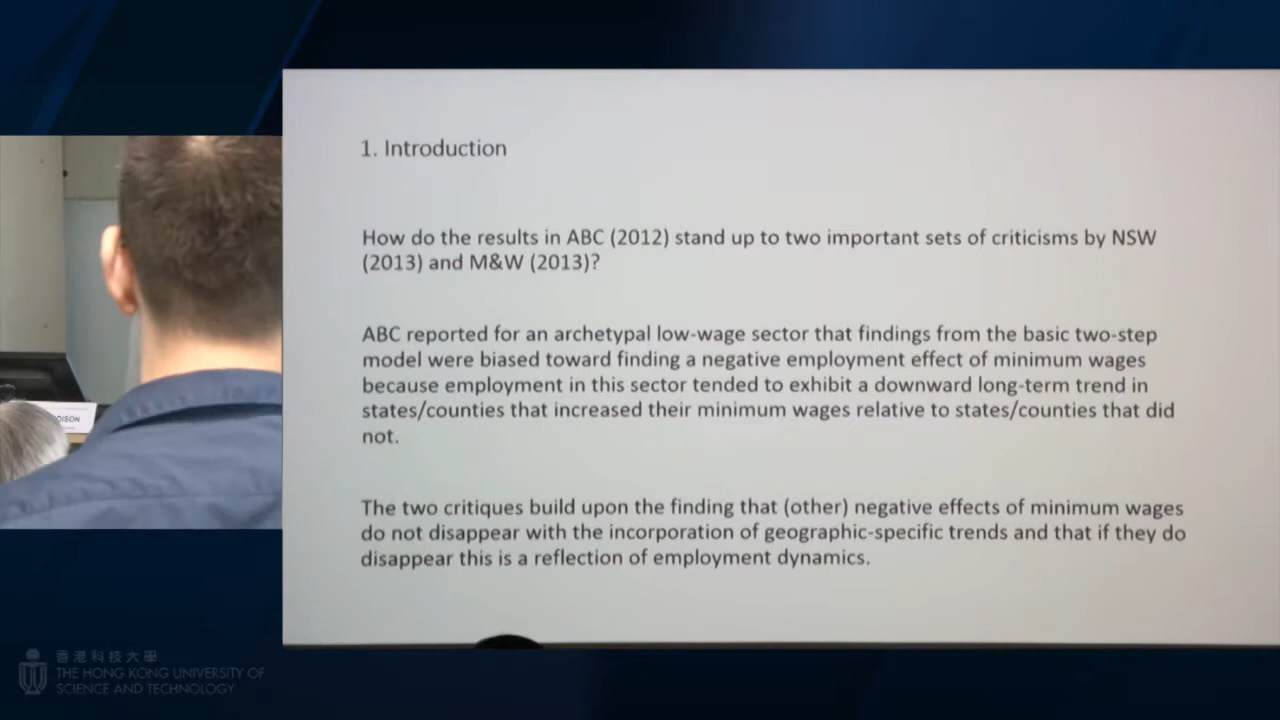 1. Introduction
How do the results in ABC (2012) stand up to two important sets of criticisms by NSW
(2013) and M&W (2013)?
ABC reported for an archetypal low-wage sector that findings from the basic two-step
model were biased toward finding a negative employment effect of minimum wages
because employment in this sector tended to exhibit a downward long-term trend in
states/counties that increased their minimum wages relative to states/counties that did
not.
The two critiques build upon the finding that (other) negative effects of minimum wages
do not disappear with the incorporation of geographic-specific trends and that if they do
disappear this is a reflection of employment dynamics.
DISON
香港科技大學
THE HONG KONG UNIVERSITY OF
SCIENCE AND TECHNOLOGY